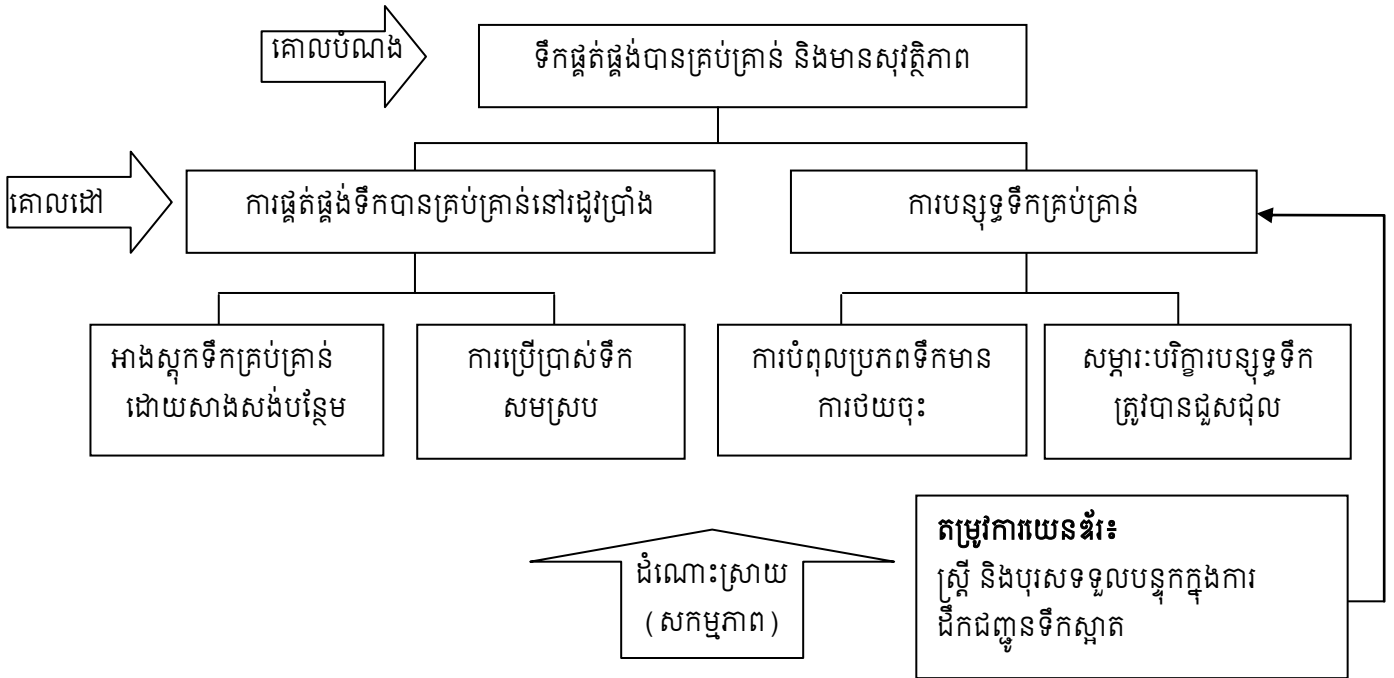 គោលបំណង
ទឹកផ្គត់ផ្គង់បានគ្រប់គ្រាន់ និងមានសុវត្ថិភាព
គោលដៅ
ការផ្គត់ផ្គង់ទឹកបានគ្រប់គ្រាន់នៅរដូវប្រាំង
ការបន្សុទ្ធទឹកគ្រប់គ្រាន់
អាងស្តុកទឹកគ្រប់គ្រាន់
ដោយសាងសង់បន្ថែម
ការប្រើប្រាស់ទឹក
សមស្រប
ការបំពុលប្រភពទឹកមាន
ការថយចុះ
សម្ភារៈបរិក្ខារបន្សុទ្ធទឹក
ត្រូវបានជួសជុល
ដំណោះស្រាយ
(សកម្មភាព)
តម្រូវការយេនឌ័រ៖
ស្ត្រី និងបុរសទទួលបន្ទុកក្នុងការ
ដឹកជញ្ជូនទឹកស្អាត